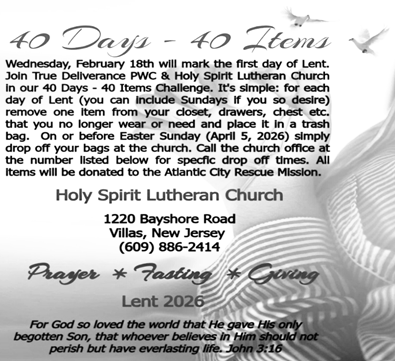 40 Days - 40 Items
Wednesday, February 18th will mark the first day of Lent.
Join True Deliverance PWC & Holy Spirit Lutheran Church
in our 40 Days - 40 Items Challenge. It's simple: for each
day of Lent (you can include Sundays if you so desire)
remove one item from your closet, drawers, chest etc.
that you no longer wear or need and place it in a trash
bag. On or before Easter Sunday (April 5, 2026) simply
drop off your bags at the church. Call the church office at
the number listed below for specfic drop off times. All
items will be donated to the Atlantic City Rescue Mission.
Holy Spirit Lutheran Church
1220 Bayshore Road
Villas, New Jersey
(609) 886-2414
Prayer * Fasting * Giving
Lent 2026
For God so loved the world that He gave His only
begotten Son, that whoever believes in Him should not
perish but have everlasting life. John 3:16